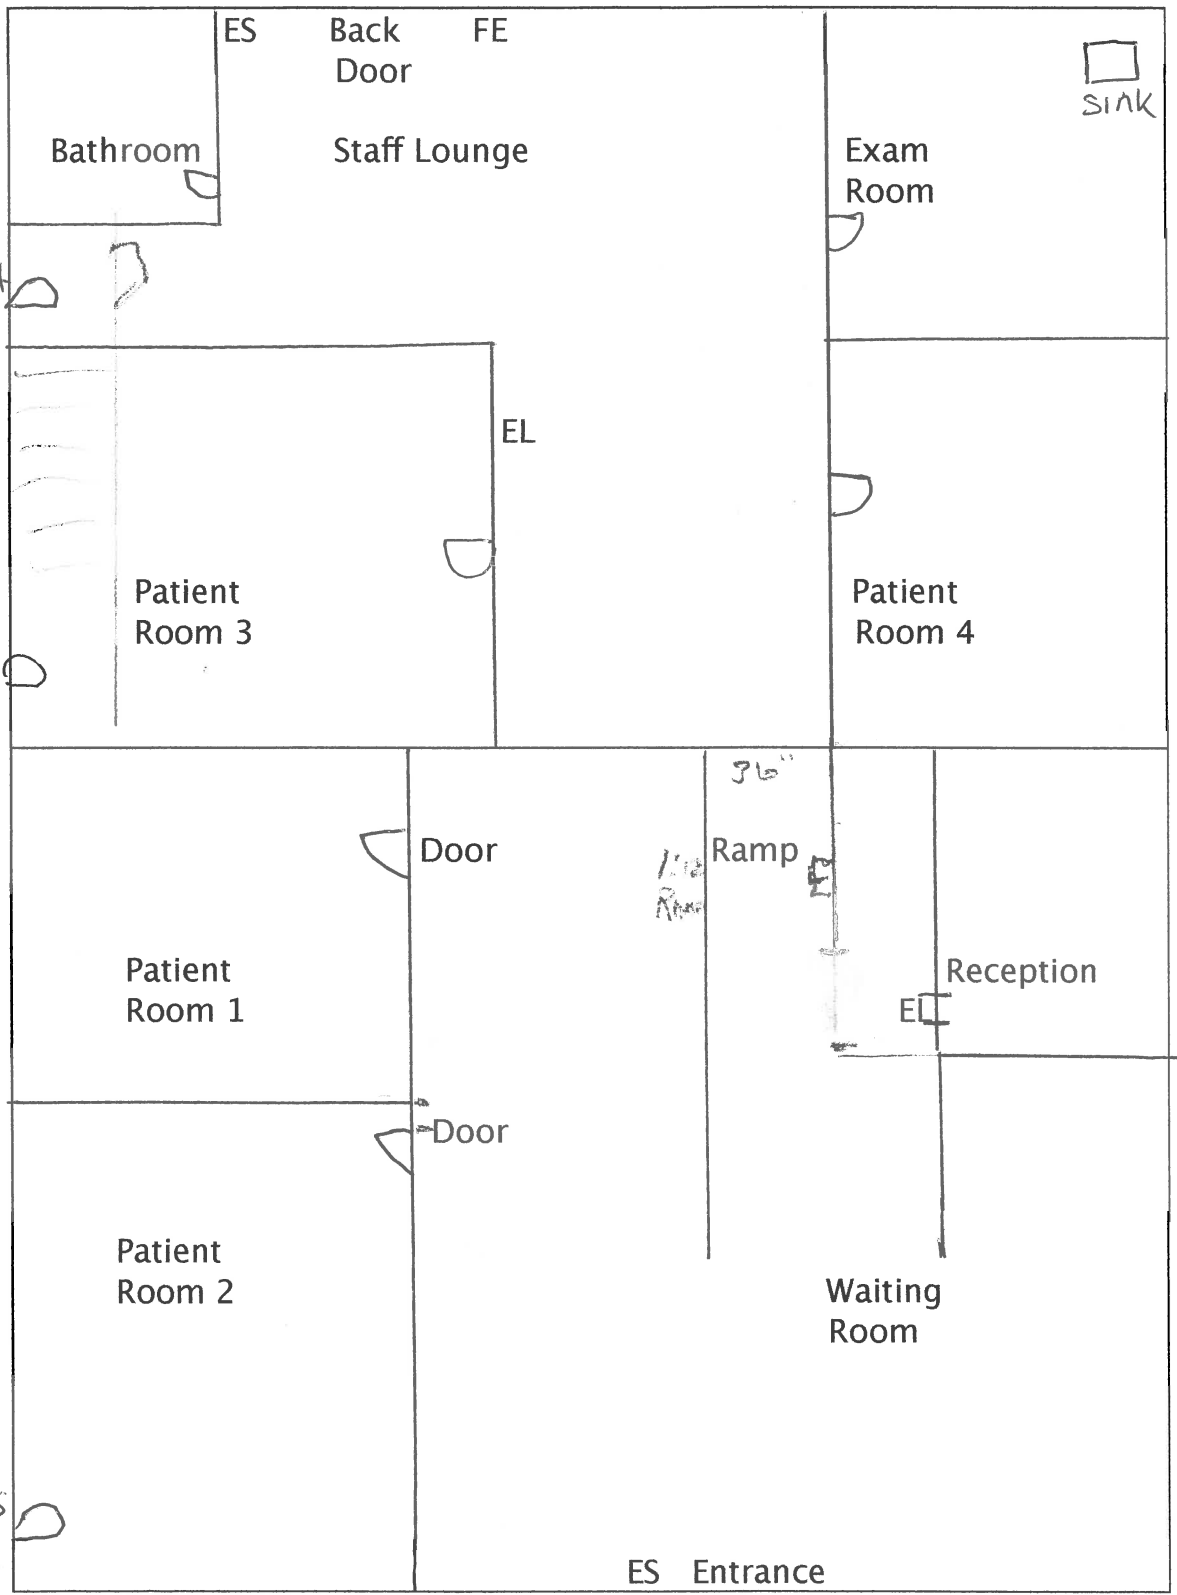 ES Back FE
Door
sink
Bathroom
Staff Lounge
Exam
Room
EL
Patient
Room 3
Patient
Room 4
36"
Door
Ramp
Patient
Room 1
Reception
EL
Door
Patient
Room 2
Waiting
Room
ES Entrance